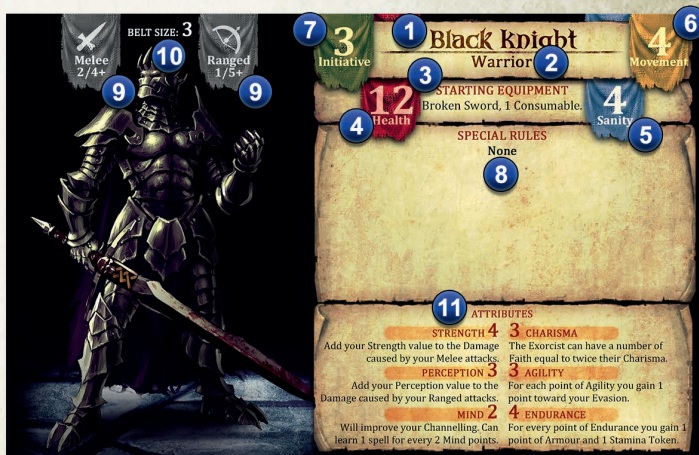 7
3
Initiative
1
Black Knight
Warrior
2
4
Movement
6
Melee
2/4+
9
BELT SIZE: 3
10
Ranged
1/5+
9
3
STARTING EQUIPMENT
Broken Sword, 1 Consumable.
12
Health
4
4
Sanity
5
SPECIAL RULES
None
8
11
ATTRIBUTES
STRENGTH 4
Add your Strength value to the Damage
caused by your Melee attacks.
3 CHARISMA
The Exorcist can have a number of
Faith equal to twice their Charisma.
PERCEPTION 3
Add your Perception value to the
Damage caused by your Ranged attacks.
3 AGILITY
For each point of Agility you gain 1
point toward your Evasion.
MIND 2
Will improve your Channelling. Can
learn 1 spell for every 2 Mind points.
4 ENDURANCE
For every point of Endurance you gain 1
point of Armour and 1 Stamina Token.